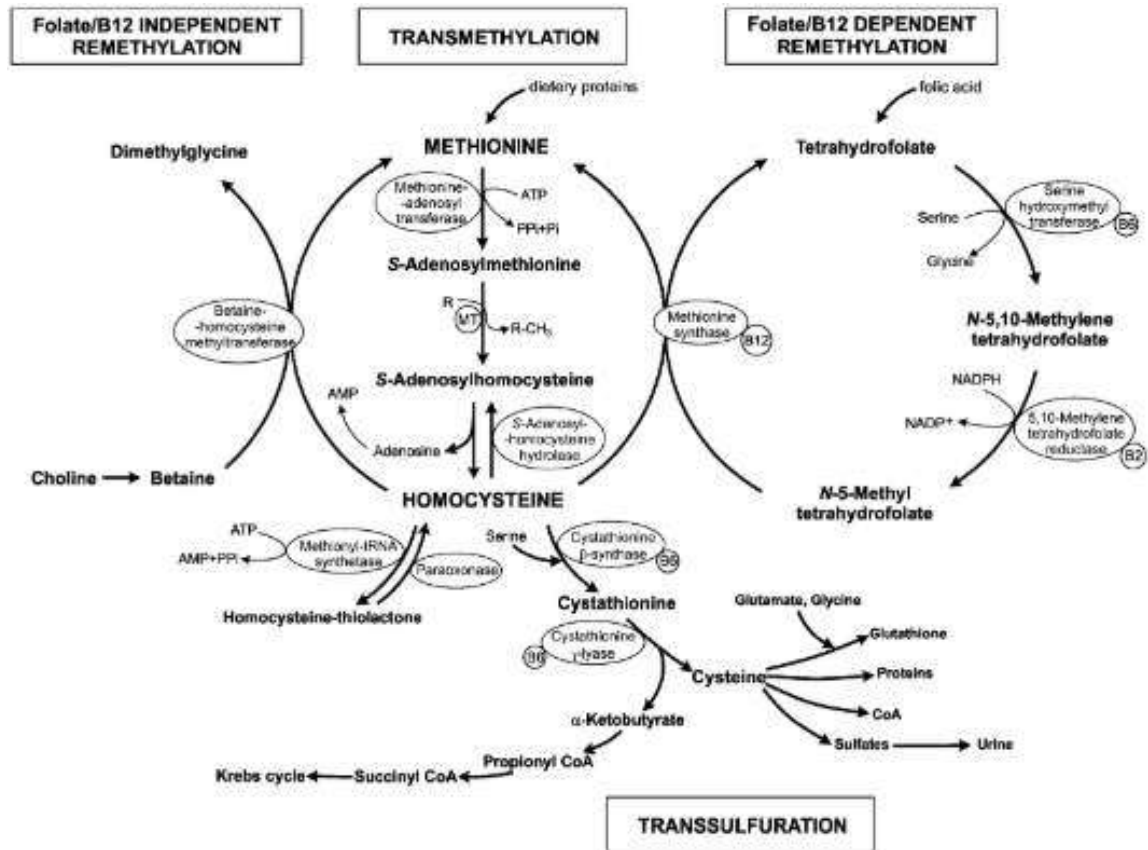 Folate/B12 INDEPENDENT
REMETHYLATION
TRANSMETHYLATION
Folate/B12 DEPENDENT
REMETHYLATION
dietery proteins
folic acid
Dimethylglycine
METHIONINE
Tetrahydrofolate
Methionine-
-adenosyl
transferase
ATP
PPi+Pi
Serine
Glycine
Serine
hydroxymethyl
transferase
B6
S-Adenosylmethionine
Betaine-
-homocysteine
methyltransferase
R
MT
R-CH3
Methionine
synthase
B12
N-5,10-Methylene
tetrahydrofolate
S-Adenosylhomocysteine
AMP
Adenosine
S-Adenosyl-
-homocysteine
hydrolase
NADPH
NADP+
5,10-Methylene
tetrahydrofolate
reductase
B2
Choline
Betaine
HOMOCYSTEINE
N-5-Methyl
tetrahydrofolate
ATP
AMP+PPi
Methionyl-tRNA
synthetase
Paraoxonase
Serine
Cystathionine
β-synthase
B6
Homocysteine-thiolactone
Cystathionine
Glutamate, Glycine
Cystathionine
γ-lyase
B6
Glutathione
Cysteine
Proteins
CoA
α-Ketobutyrate
Sulfates
Urine
Propionyl CoA
Krebs cycle
Succinyl CoA
TRANSSULFURATION